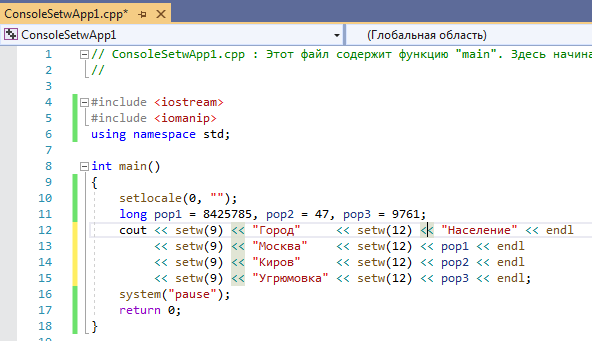 ConsoleSetwApp1.cpp*
ConsoleSetwApp1 (Глобальная область)
1 // ConsoleSetwApp1.cpp : Этот файл содержит функцию "main". Здесь
2 //
3
4 #include <iostream>
5 #include <iomanip>
6 using namespace std;
7
8 int main()
9 {
10 setlocale(0, "");
11 long pop1 = 8425785, pop2 = 47, pop3 = 9761;
12 cout << setw(9) << "Город" << setw(12) << "Население" << endl
13 << setw(9) << "Москва" << setw(12) << pop1 << endl
14 << setw(9) << "Киров" << setw(12) << pop2 << endl
15 << setw(9) << "Угрюмовка" << setw(12) << pop3 << endl;
16 system("pause");
17 return 0;
18 }